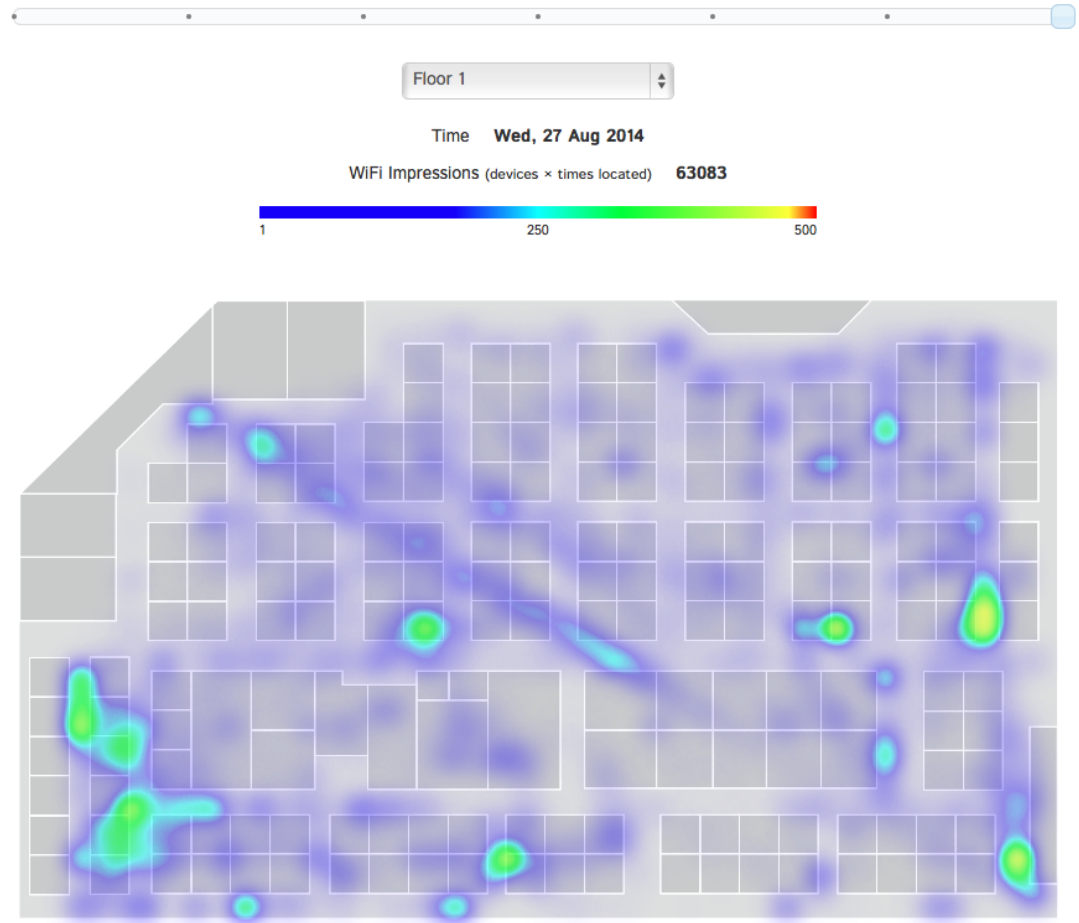 Floor 1
Time Wed, 27 Aug 2014
WiFi Impressions (devices × times located) 63083
1 250 500